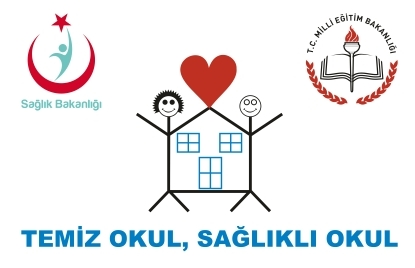 T.C. MİLLİ EĞİTİM BAKANLIĞI
Sağlık Bakanlığı
TEMİZ OKUL, SAĞLIKLI OKUL